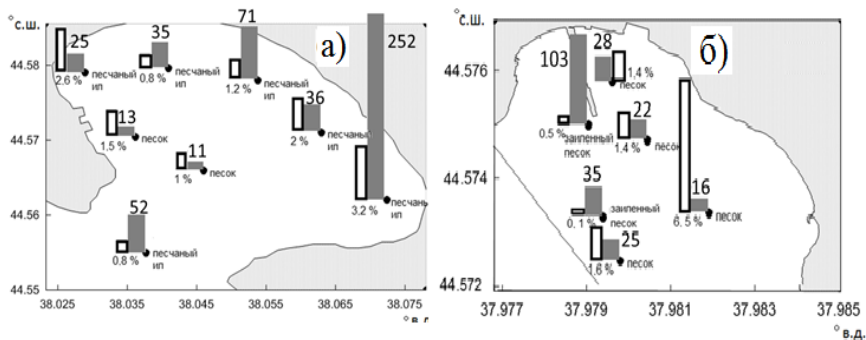 °с.ш.
а)
44.58
44.57
44.56
44.55
38.025
38.035
38.045
38.055
38.065
38.075
°в.д.
25
2.6 %
песчаный
ил
35
0,8 %
песчаный
ил
71
1.2 %
песчаный
ил
252
3.2 %
песчаный
ил
36
2 %
песчаный
ил
13
1,5 %
песок
11
1 %
песок
52
0,8 %
песчаный
ил
°с.ш.
б)
44.576
44.574
44.572
37.977
37.979
37.981
37.983
37.985
°в.д.
103
0.5 %
заиленный
песок
28
1,4 %
песок
22
1.4 %
песок
35
0, 1 %
заиленный
песок
16
6. 5 %
песок
25
1,6 %
песок